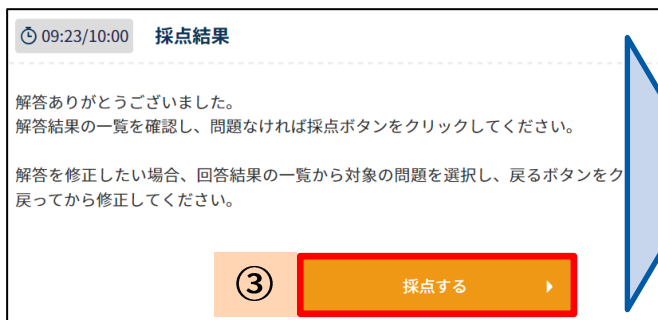 09:23/10:00 採点結果
解答ありがとうございました。
解答結果の一覧を確認し、問題なければ採点ボタンをクリックしてください。
解答を修正したい場合、回答結果の一覧から対象の問題を選択し、戻るボタンをク
戻ってから修正してください。
③ 採点する